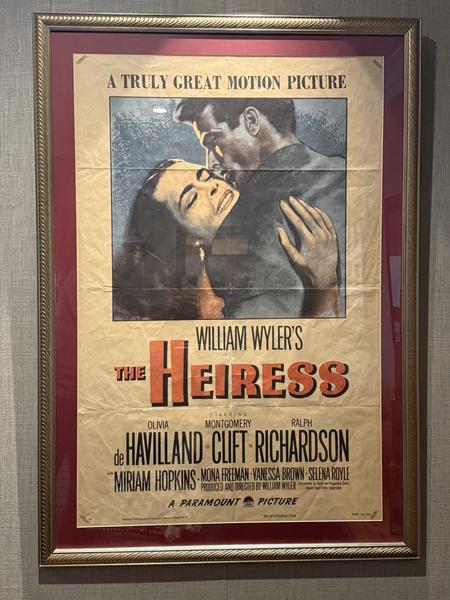 A TRULY GREAT MOTION PICTURE
WILLIAM WYLER'S
THE HEIRESS
STARRING
OLIVIA MONTGOMERY RALPH
de HAVILLAND · CLIFT · RICHARDSON
with MIRIAM HOPKINS · MONA FREEMAN · VANESSA BROWN · SELENA ROYLE
PRODUCED AND DIRECTED BY WILLIAM WYLER
A PARAMOUNT PICTURE